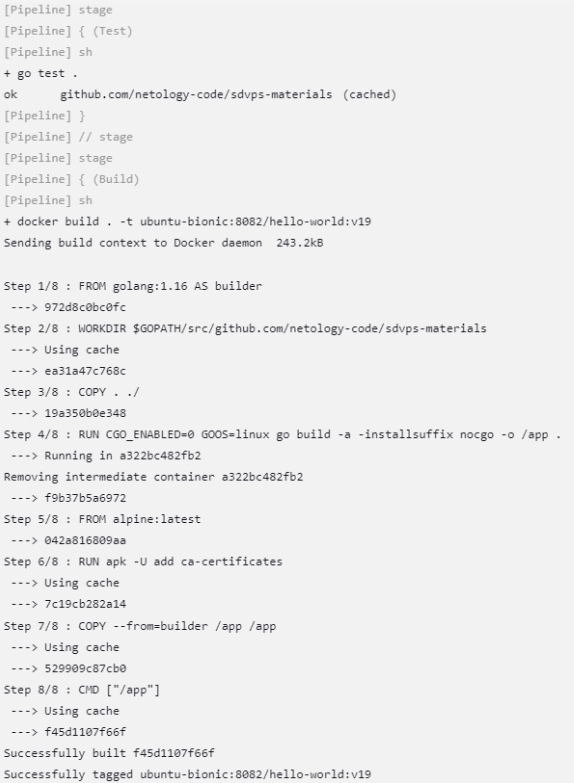 [Pipeline] stage
[Pipeline] { (Test)
[Pipeline] sh
+ go test .
ok      github.com/netology-code/sdvps-materials (cached)
[Pipeline] }
[Pipeline] // stage
[Pipeline] stage
[Pipeline] { (Build)
[Pipeline] sh
+ docker build . -t ubuntu-bionic:8082/hello-world:v19
Sending build context to Docker daemon  243.2kB
Step 1/8 : FROM golang:1.16 AS builder
 ---> 972d8c0bc0fc
Step 2/8 : WORKDIR $GOPATH/src/github.com/netology-code/sdvps-materials
 ---> Using cache
 ---> ea31a47c768c
Step 3/8 : COPY . ./
 ---> 19a350b0e348
Step 4/8 : RUN CGO_ENABLED=0 GOOS=linux go build -a -installsuffix nocgo -o /app .
 ---> Running in a322bc482fb2
Removing intermediate container a322bc482fb2
 ---> f9b37b5a6972
Step 5/8 : FROM alpine:latest
 ---> 042a816809aa
Step 6/8 : RUN apk -U add ca-certificates
 ---> Using cache
 ---> 7c19cb282a14
Step 7/8 : COPY --from=builder /app /app
 ---> Using cache
 ---> 529909c87cb0
Step 8/8 : CMD ["/app"]
 ---> Using cache
 ---> f45d1107f66f
Successfully built f45d1107f66f
Successfully tagged ubuntu-bionic:8082/hello-world:v19